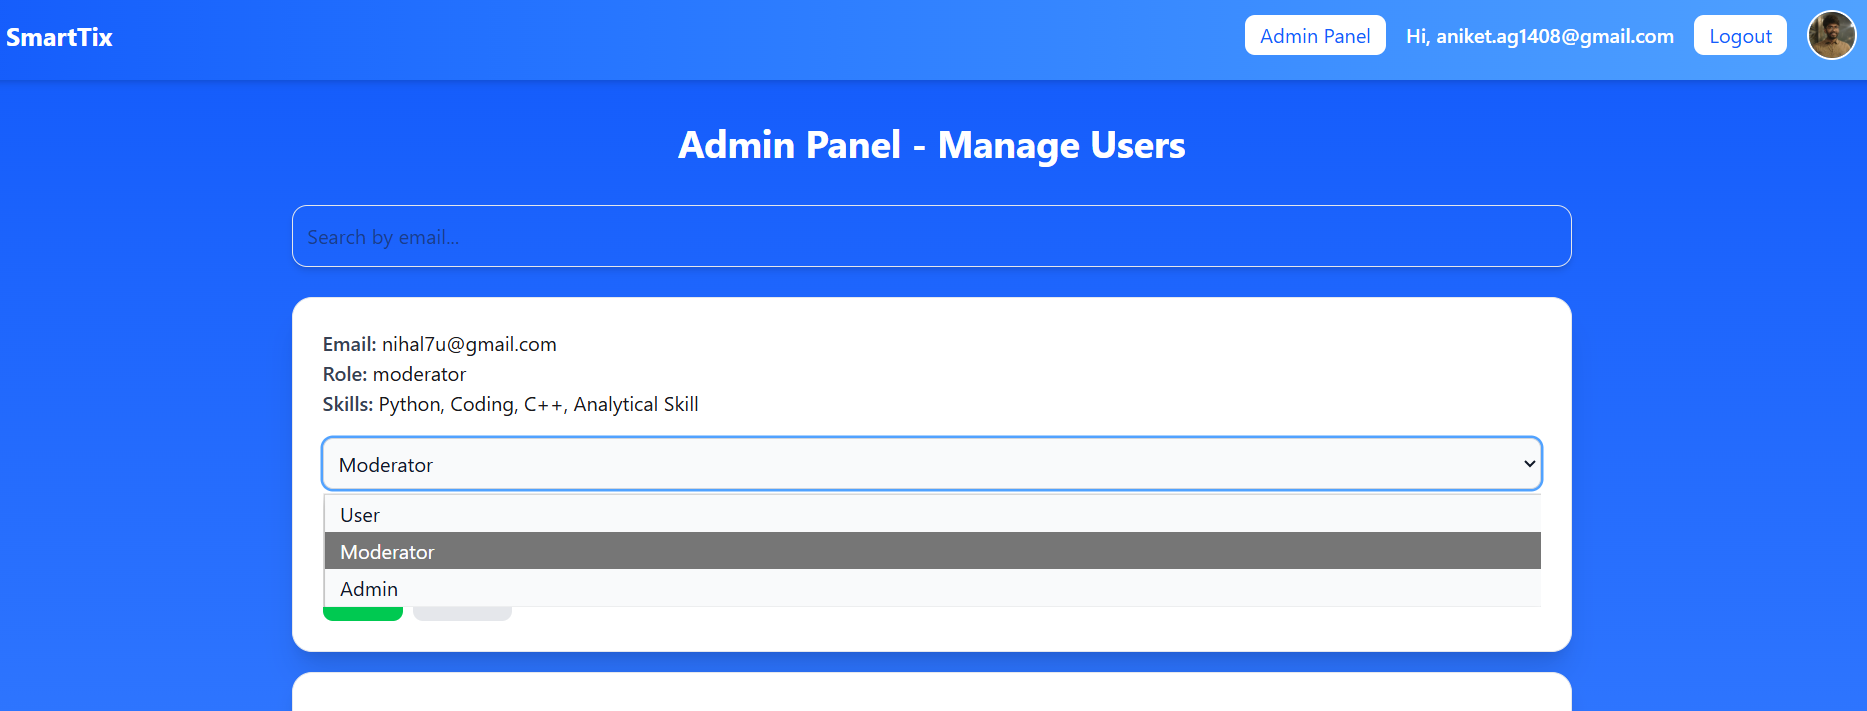 SmartTix
Admin Panel
Hi, aniket.ag1408@gmail.com
Logout
Admin Panel - Manage Users
Search by email...
Email: nihal7u@gmail.com
Role: moderator
Skills: Python, Coding, C++, Analytical Skill
Moderator
User
Moderator
Admin